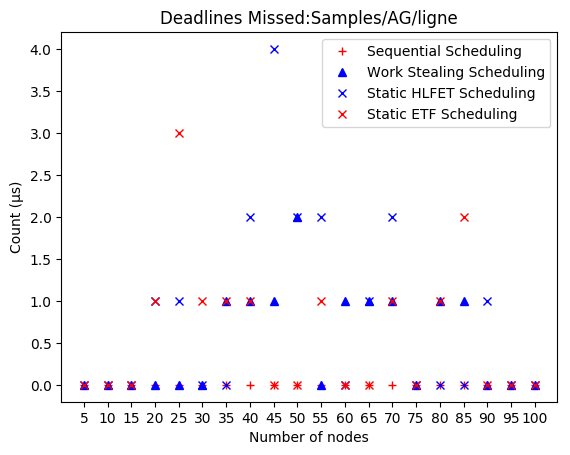 Deadlines Missed:Samples/AG/ligne
Sequential Scheduling
Work Stealing Scheduling
Static HLFET Scheduling
Static ETF Scheduling
Count (µs)
4.0
3.5
3.0
2.5
2.0
1.5
1.0
0.5
0.0
5 10 15 20 25 30 35 40 45 50 55 60 65 70 75 80 85 90 95 100
Number of nodes